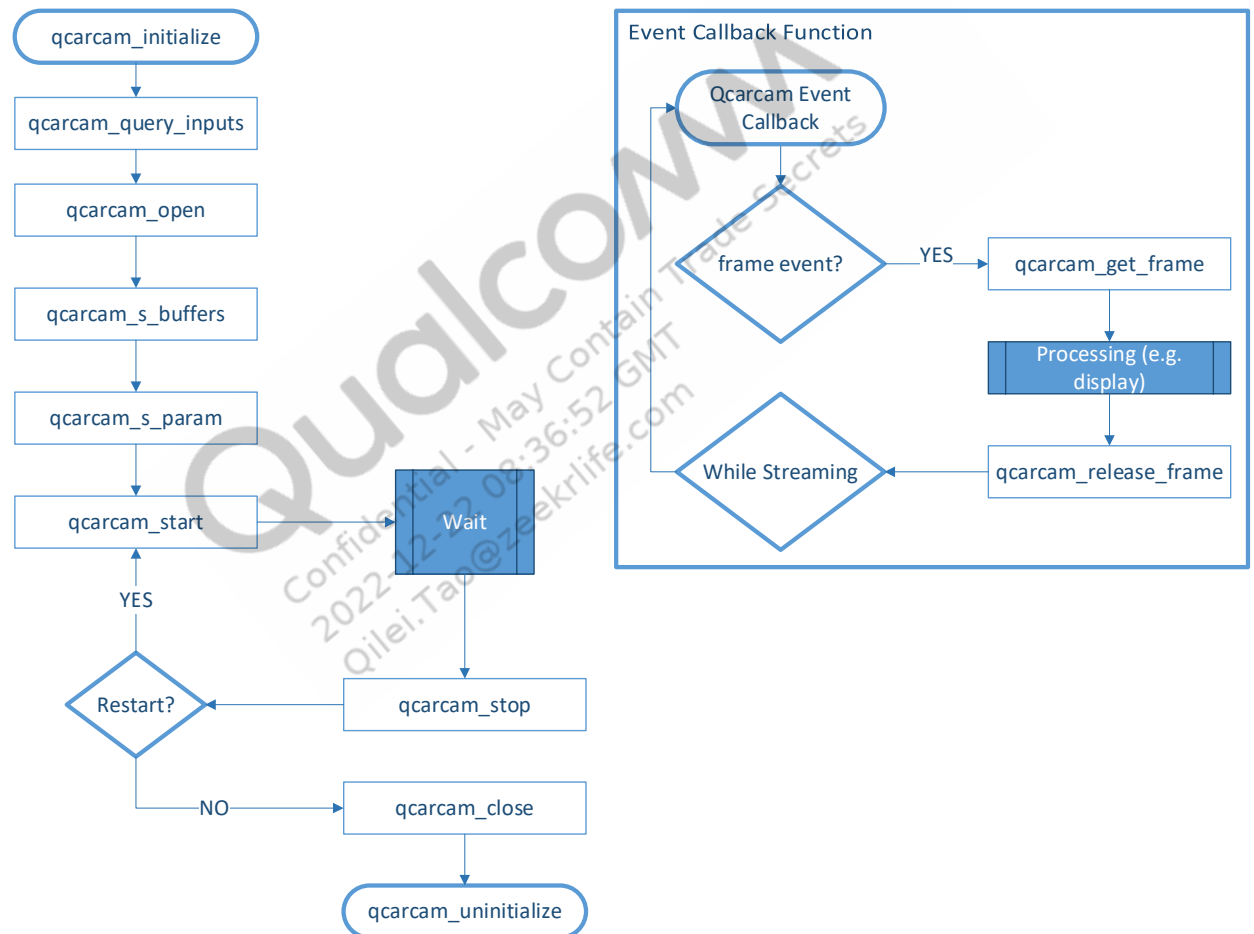 qcarcam_initialize
qcarcam_query_inputs
qcarcam_open
qcarcam_s_buffers
qcarcam_s_param
qcarcam_start
Wait
YES
Restart?
qcarcam_stop
NO
qcarcam_close
qcarcam_uninitialize
Event Callback Function
Qcarcam Event
Callback
frame event?
YES
qcarcam_get_frame
Processing (e.g.
display)
While Streaming
qcarcam_release_frame
Qualcomm
Confidential - May Contain Trade Secrets
2022-12-22 08:36:52 GMT
Qilei.Tao@zeekrlife.com